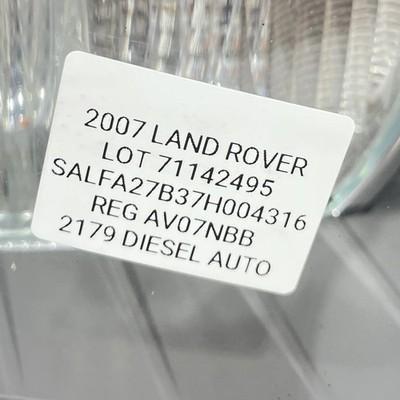 2007 LAND ROVER
LOT 71142495
SALFA27B37H004316
REG AV07NBB
2179 DIESEL AUTO